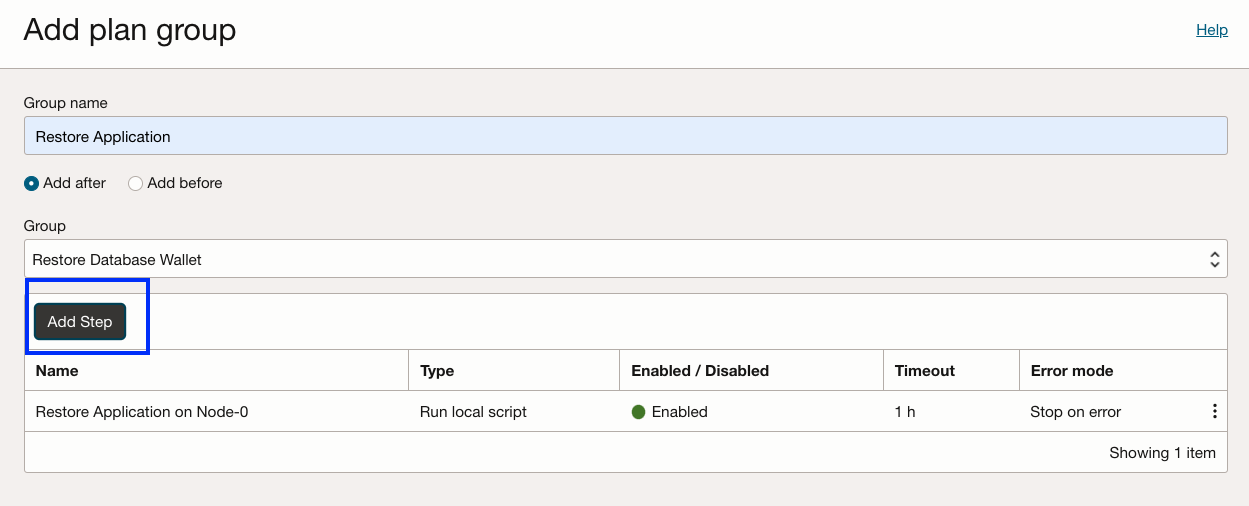 Add plan group
Help
Group name
Restore Application
Add after Add before
Group
Restore Database Wallet
Add Step
Name Type Enabled / Disabled Timeout Error mode
Restore Application on Node-0 Run local script Enabled 1 h Stop on error
Showing 1 item